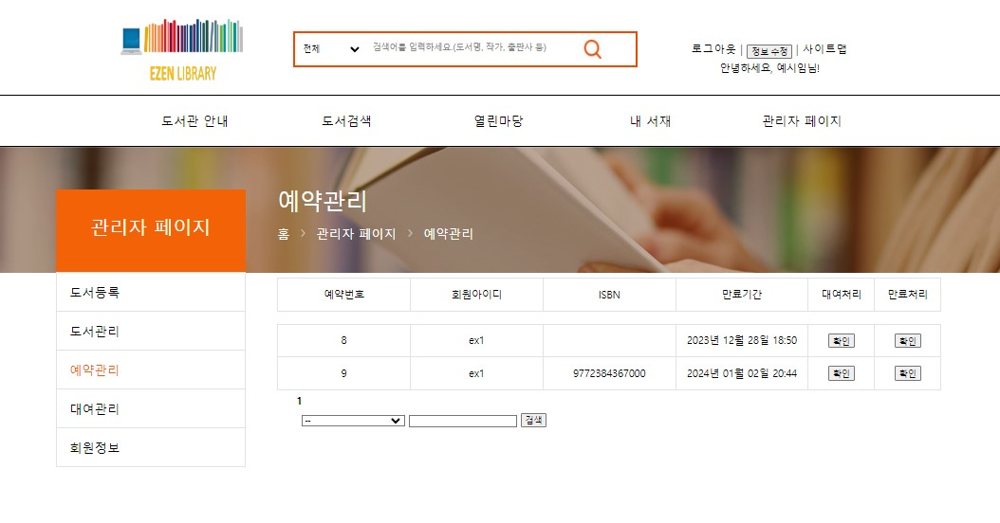 EZEN LIBRARY
전체 검색어를 입력하세요.(도서명, 작가, 출판사 등)
로그아웃 | 정보 수정 | 사이트맵
안녕하세요, 예시임님!
도서관 안내 도서검색 열린마당 내 서재 관리자 페이지
예약관리
홈 > 관리자 페이지 > 예약관리
관리자 페이지
도서등록
도서관리
예약관리
대여관리
회원정보
예약번호 회원아이디 ISBN 만료기간 대여처리 만료처리
8 ex1 2023년 12월 28일 18:50 확인 확인
9 ex1 9772384367000 2024년 01월 02일 20:44 확인 확인
1
-- 검색